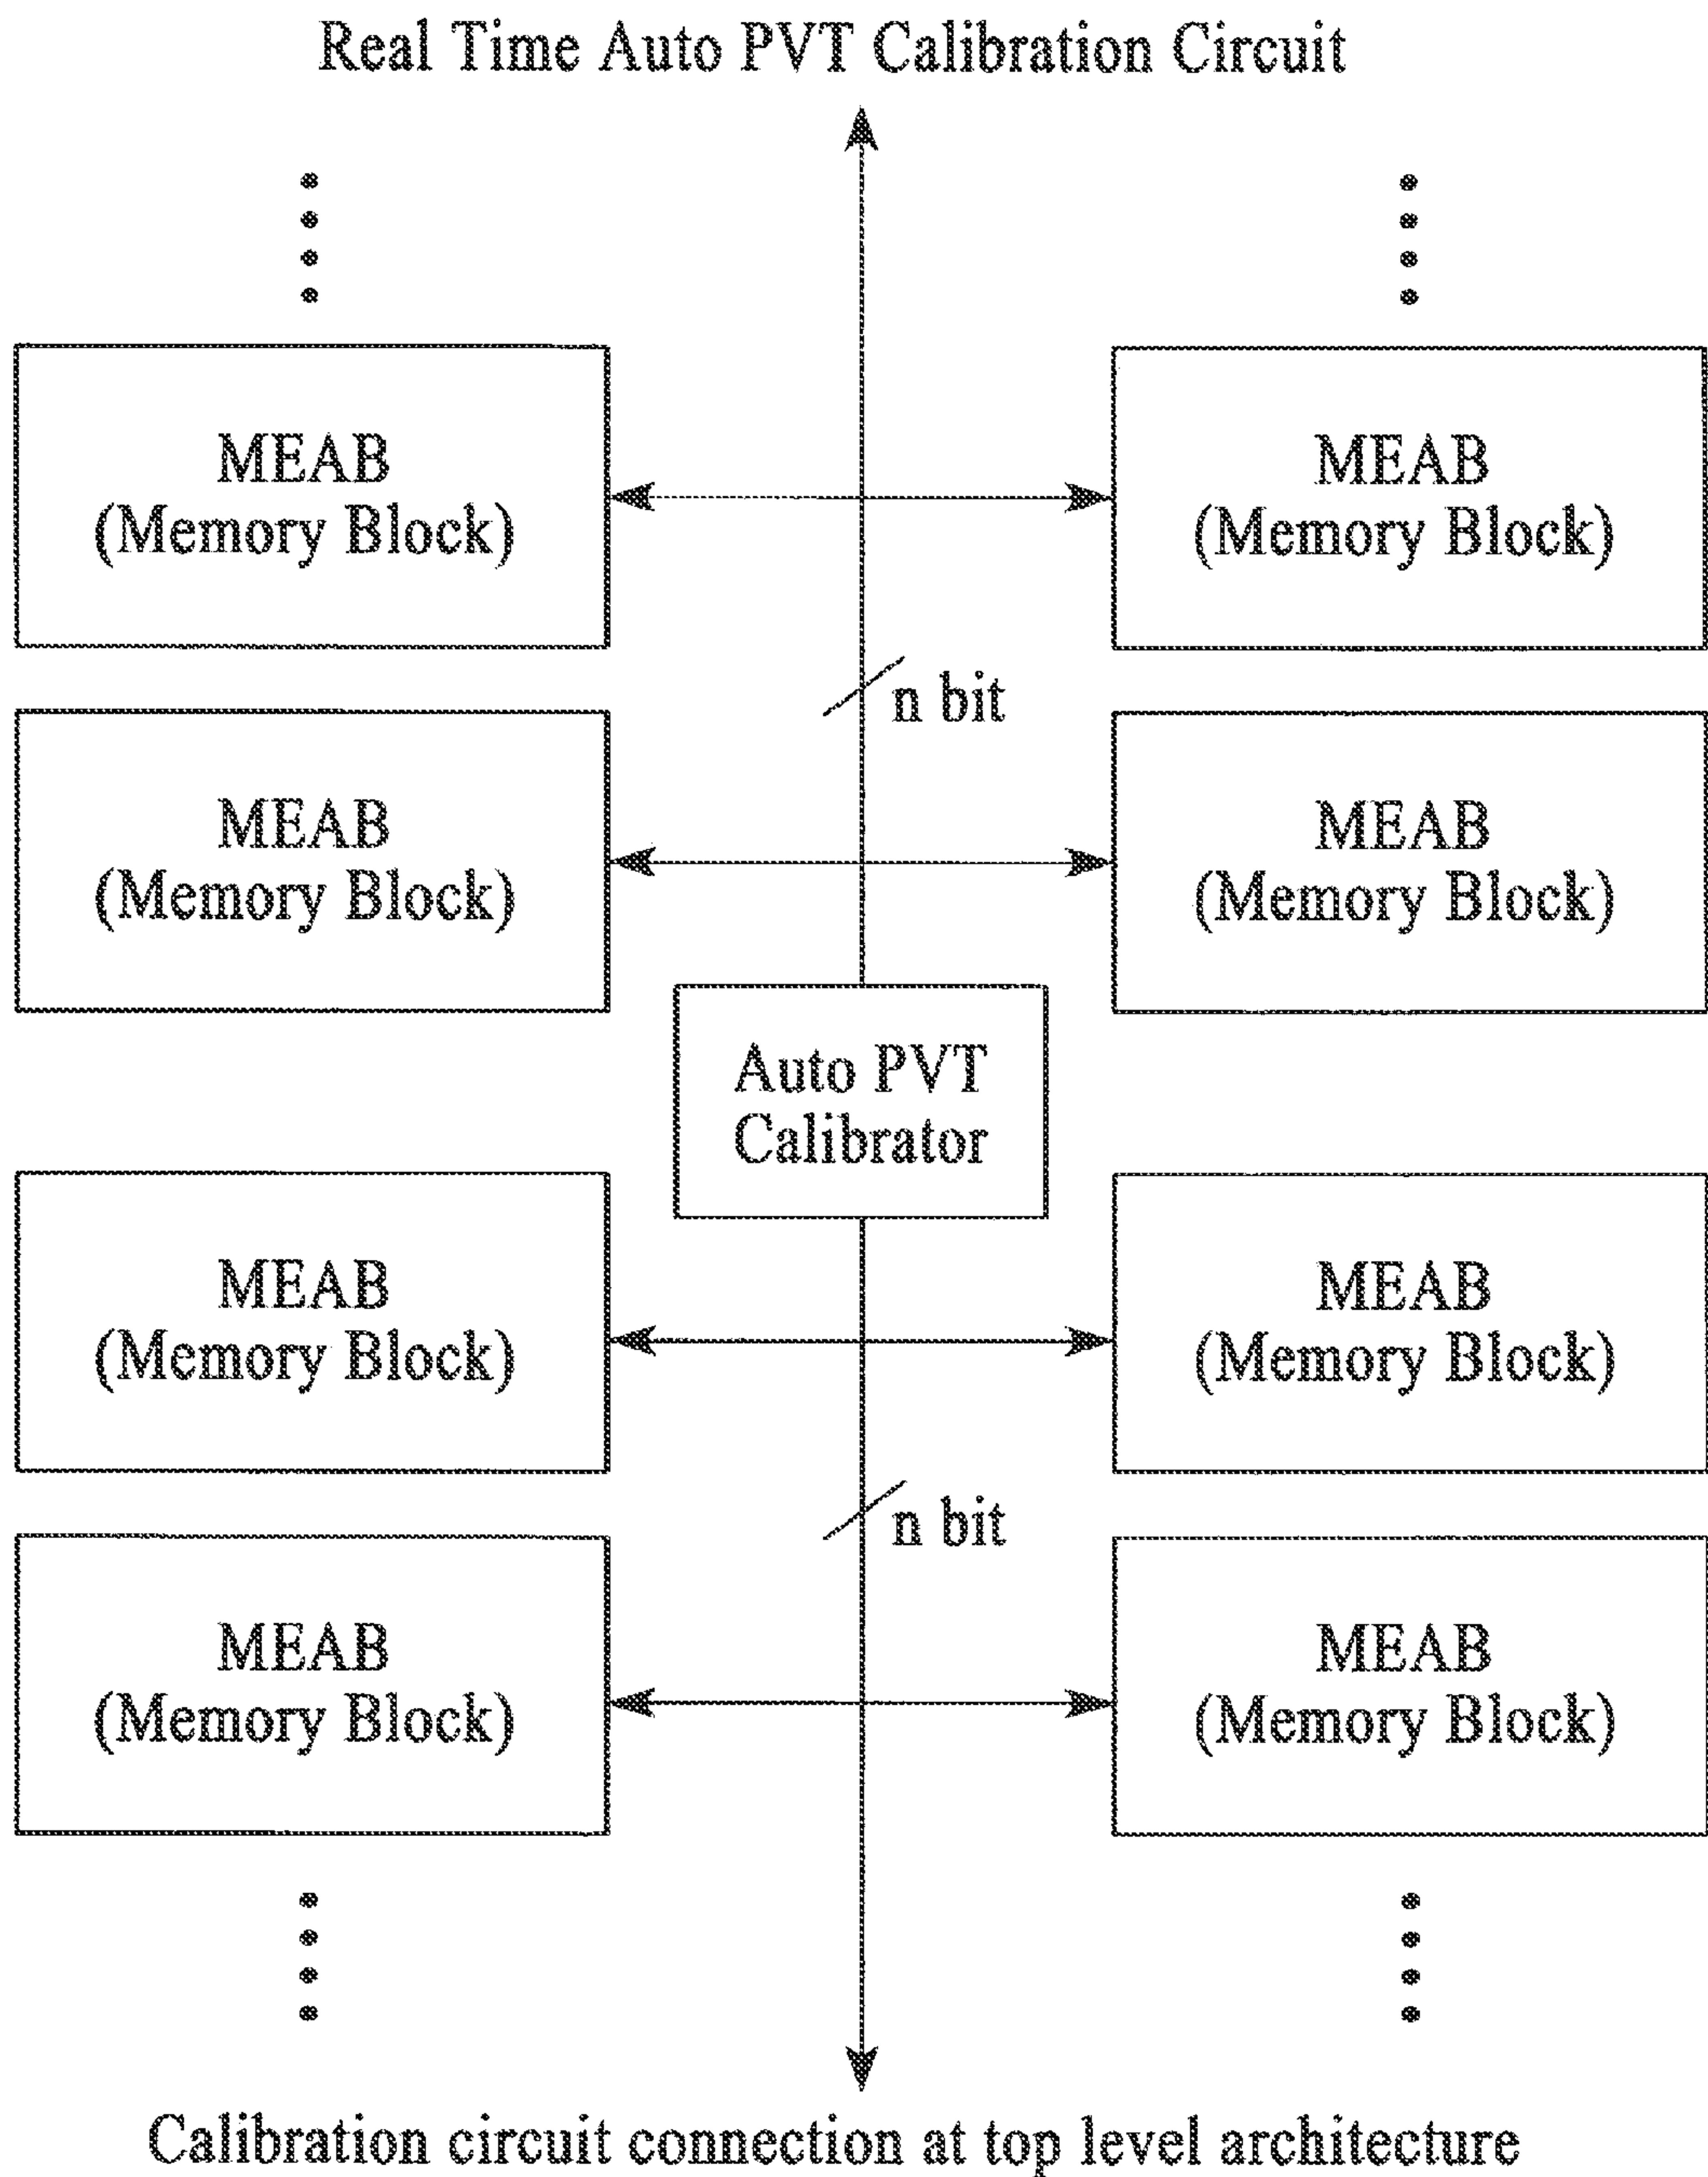 Real Time Auto PVT Calibration Circuit
MEAB
(Memory Block)
MEAB
(Memory Block)
n bit
MEAB
(Memory Block)
MEAB
(Memory Block)
Auto PVT
Calibrator
MEAB
(Memory Block)
MEAB
(Memory Block)
n bit
MEAB
(Memory Block)
MEAB
(Memory Block)
Calibration circuit connection at top level architecture